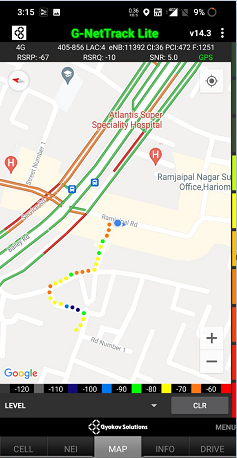 3:15
0.36
KB/S
9%
G-NetTrack Lite
v14.3
4G
405-856 LAC:4 eNB:11392 CI:36 PCI:472 F:1251
RSRP: -67
RSRQ: -10
SNR: 5.0
GPS
Atlantis Super
Speciality Hospital
Street Number 1
Ramjaipal Nagar Su
Office,Hariom
Ramjaipal Rd
Bailey Rd
Rd Number 1
+
−
Google
-120 -110 -100 -90 -80 -70 -60
LEVEL
CLR
Gyokov Solutions
MENU
CELL NEI MAP INFO DRIVE